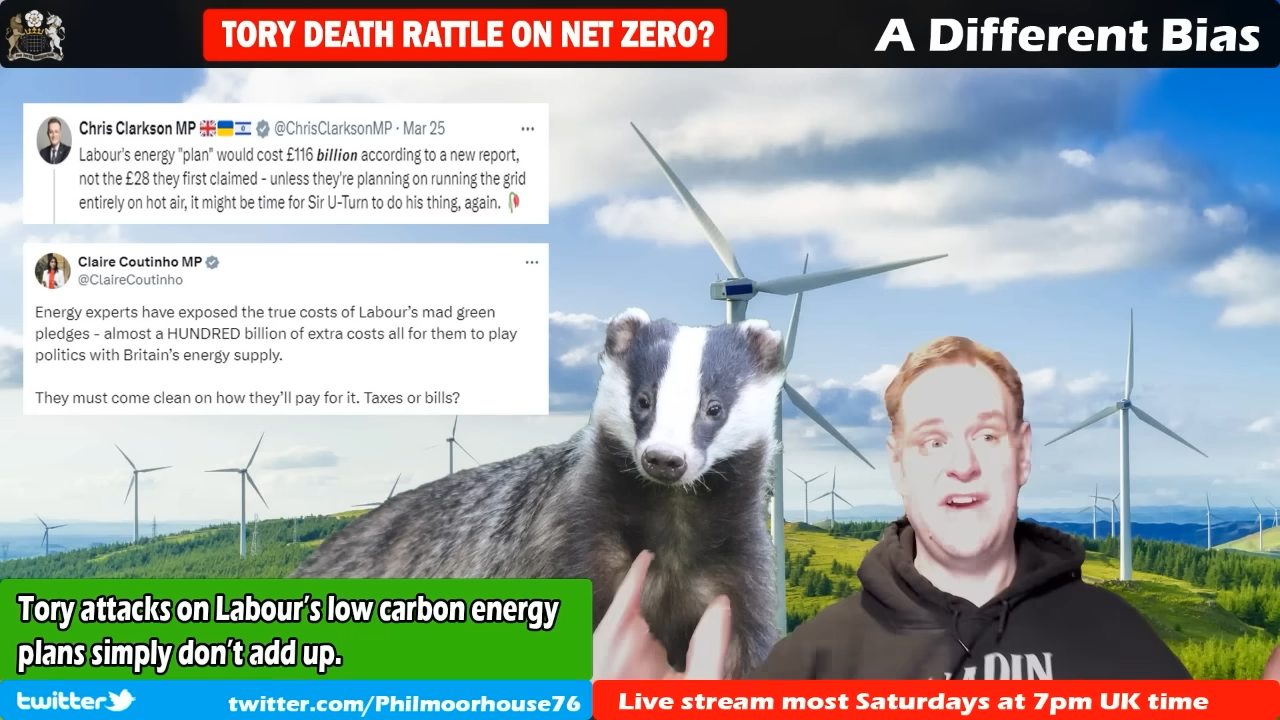 TORY DEATH RATTLE ON NET ZERO?
A Different Bias
Chris Clarkson MP @ChrisClarksonMP · Mar 25
Labour's energy "plan" would cost £116 billion according to a new report,
not the £28 they first claimed - unless they're planning on running the grid
entirely on hot air, it might be time for Sir U-Turn to do his thing, again.
Claire Coutinho MP
@ClaireCoutinho
Energy experts have exposed the true costs of Labour's mad green
pledges - almost a HUNDRED billion of extra costs all for them to play
politics with Britain's energy supply.
They must come clean on how they'll pay for it. Taxes or bills?
Tory attacks on Labour's low carbon energy
plans simply don't add up.
twitter twitter.com/Philmoorhouse76
Live stream most Saturdays at 7pm UK time